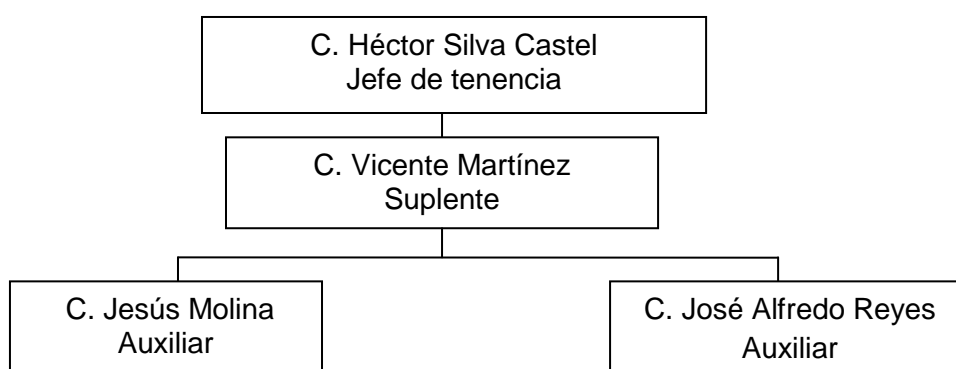 C. Héctor Silva Castel
Jefe de tenencia
C. Vicente Martínez
Suplente
C. Jesús Molina
Auxiliar
C. José Alfredo Reyes
Auxiliar